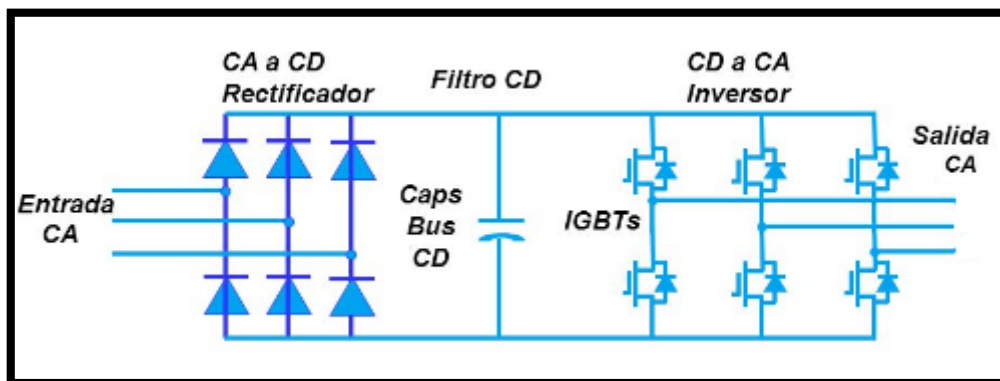 CA a CD
Rectificador
Filtro CD
CD a CA
Inversor
Salida
CA
Entrada
CA
Caps
Bus
CD
IGBTs